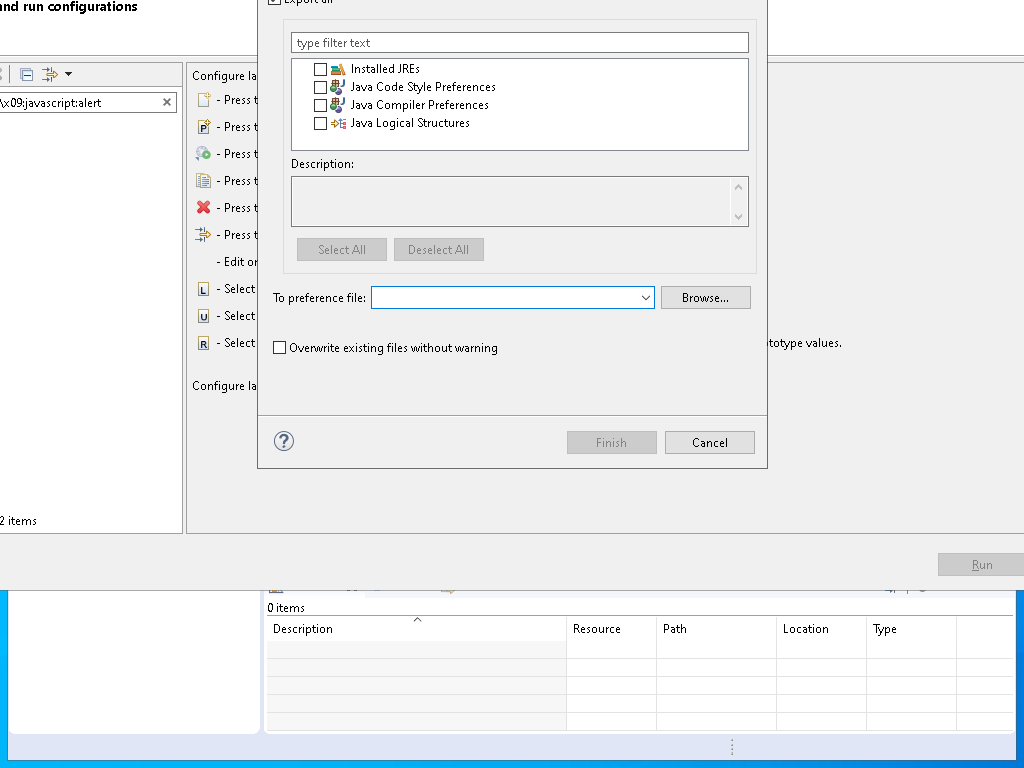 and run configurations
Export all
type filter text
Installed JREs
Java Code Style Preferences
Java Compiler Preferences
Java Logical Structures
Description:
Select All
Deselect All
To preference file:
Browse...
Overwrite existing files without warning
Finish
Cancel
\x09:javascript:alert
2 items
Configure la
- Press t
- Press t
- Press t
- Press t
- Press t
- Press t
- Edit or
- Select
- Select
- Select
totype values.
Configure la
Run
0 items
Description
Resource
Path
Location
Type